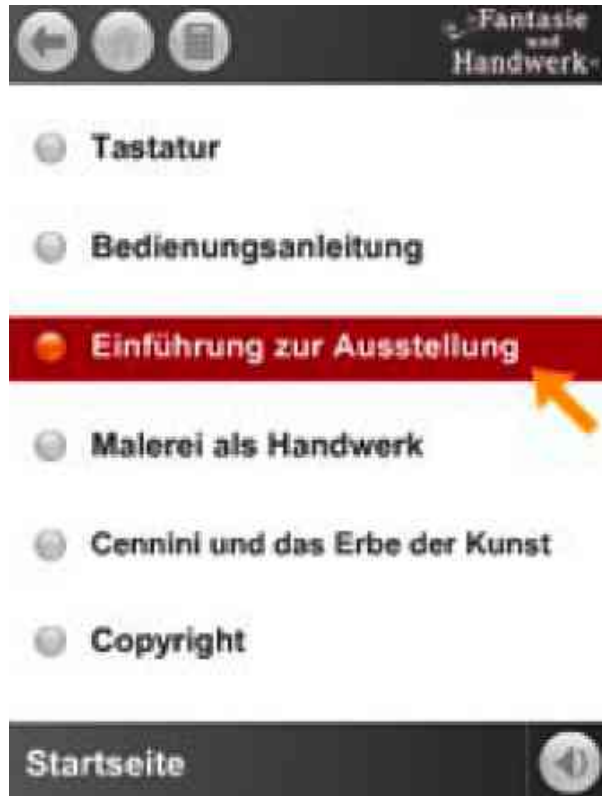 Fantasie
und
Handwerk
Tastatur
Bedienungsanleitung
Einführung zur Ausstellung
Malerei als Handwerk
Cennini und das Erbe der Kunst
Copyright
Startseite